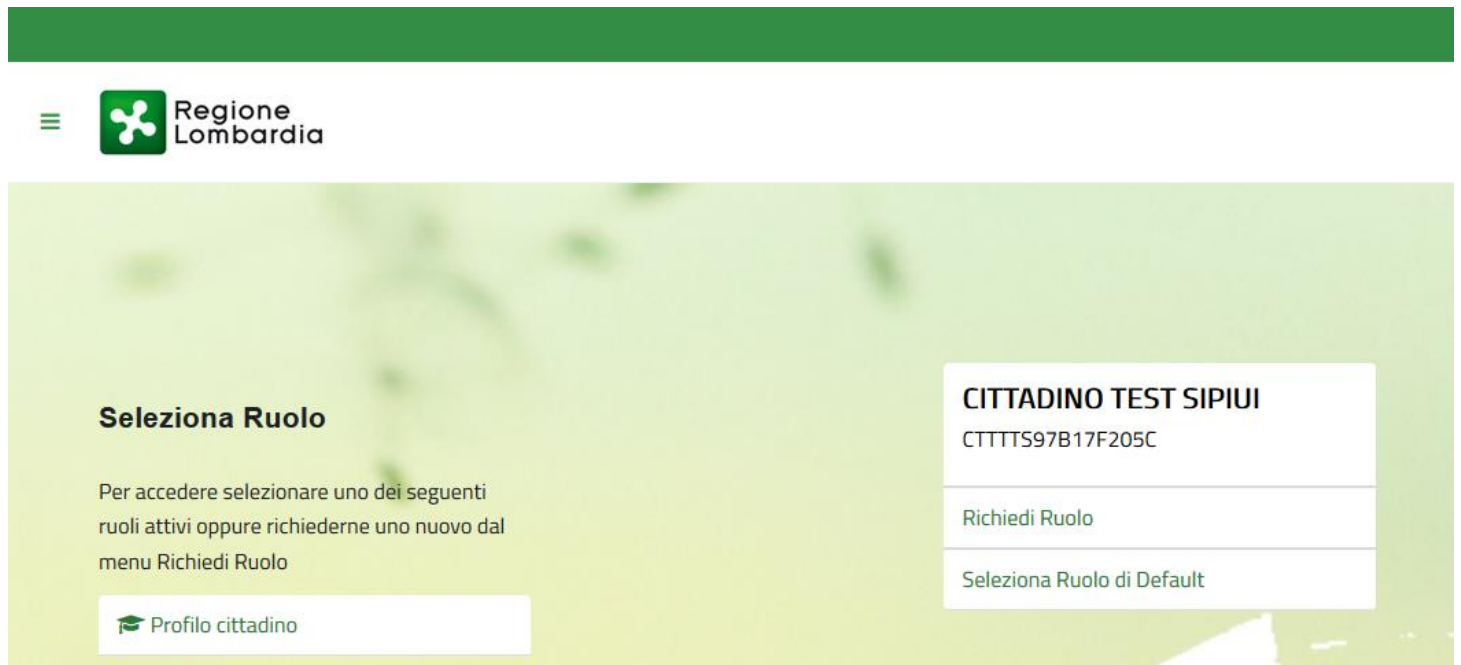 Regione
Lombardia
Seleziona Ruolo
Per accedere selezionare uno dei seguenti
ruoli attivi oppure richiederne uno nuovo dal
menu Richiedi Ruolo
Profilo cittadino
CITTADINO TEST SIPIUI
CTTTTS97B17F205C
Richiedi Ruolo
Seleziona Ruolo di Default